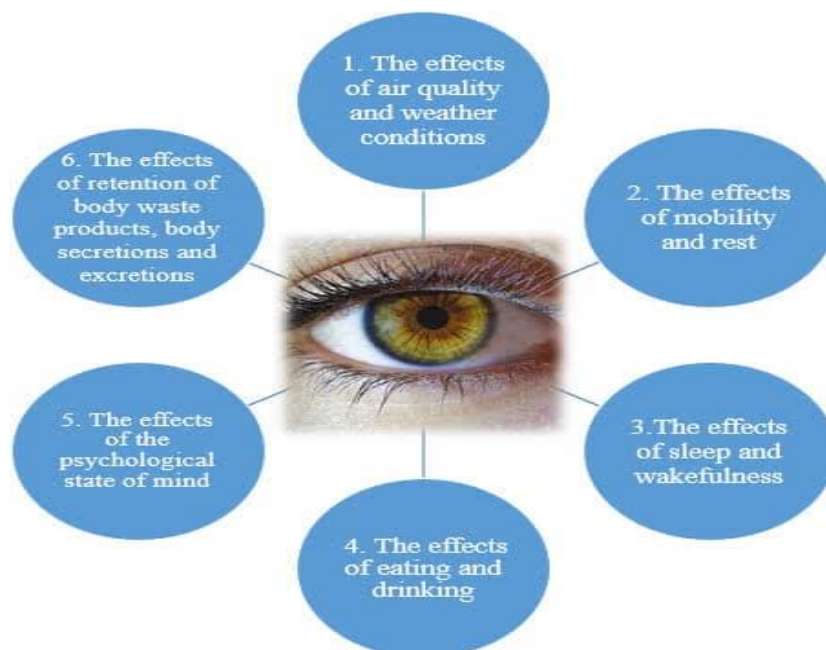 1. The effects
of air quality
and weather
conditions
2. The effects
of mobility
and rest
3.The effects
of sleep and
wakefulness
4. The effects
of eating and
drinking
5. The effects
of the
psychological
state of mind
6. The effects
of retention of
body waste
products, body
secretions and
excretions